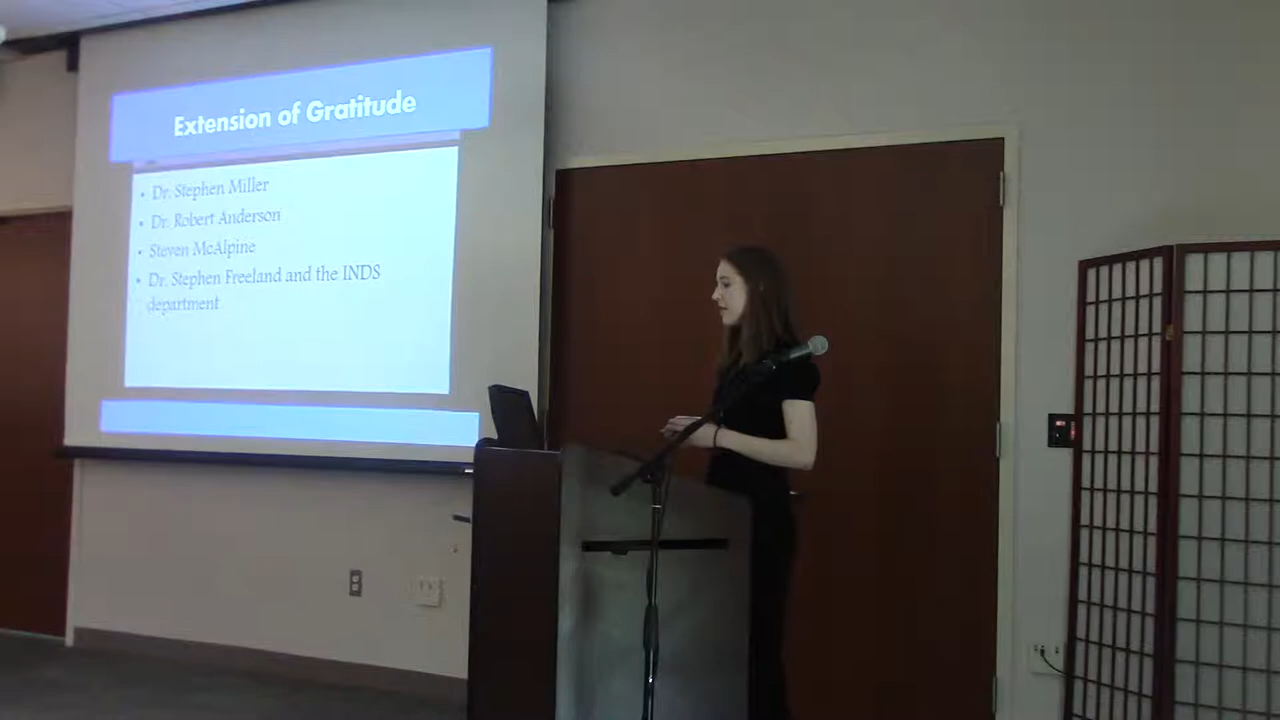 Extension of Gratitude
• Dr. Stephen Miller
• Dr. Robert Anderson
• Steven McAlpine
• Dr. Stephen Freeland and the INDS
department